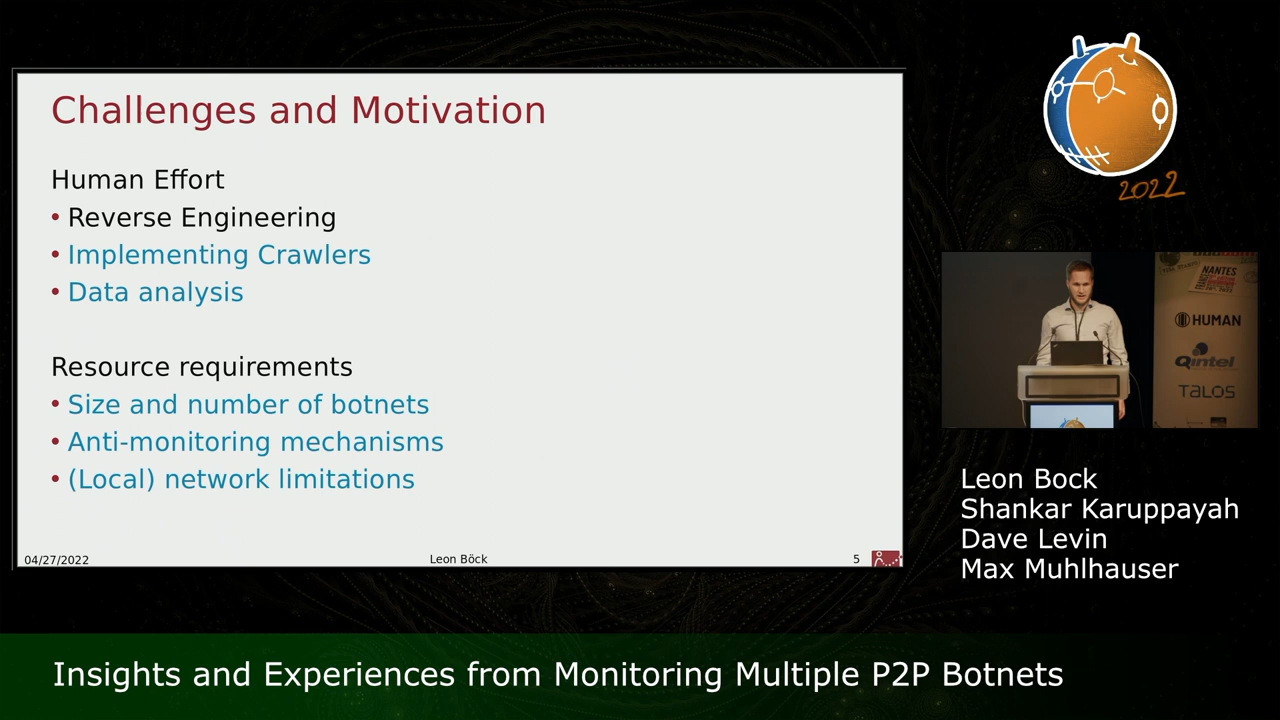 Challenges and Motivation
Human Effort
• Reverse Engineering
• Implementing Crawlers
• Data analysis
Resource requirements
• Size and number of botnets
• Anti-monitoring mechanisms
• (Local) network limitations
04/27/2022
Leon Böck
5
2022
NANTES
HUMAN
Qintel
TALOS
Leon Bock
Shankar Karuppayah
Dave Levin
Max Muhlhauser
Insights and Experiences from Monitoring Multiple P2P Botnets